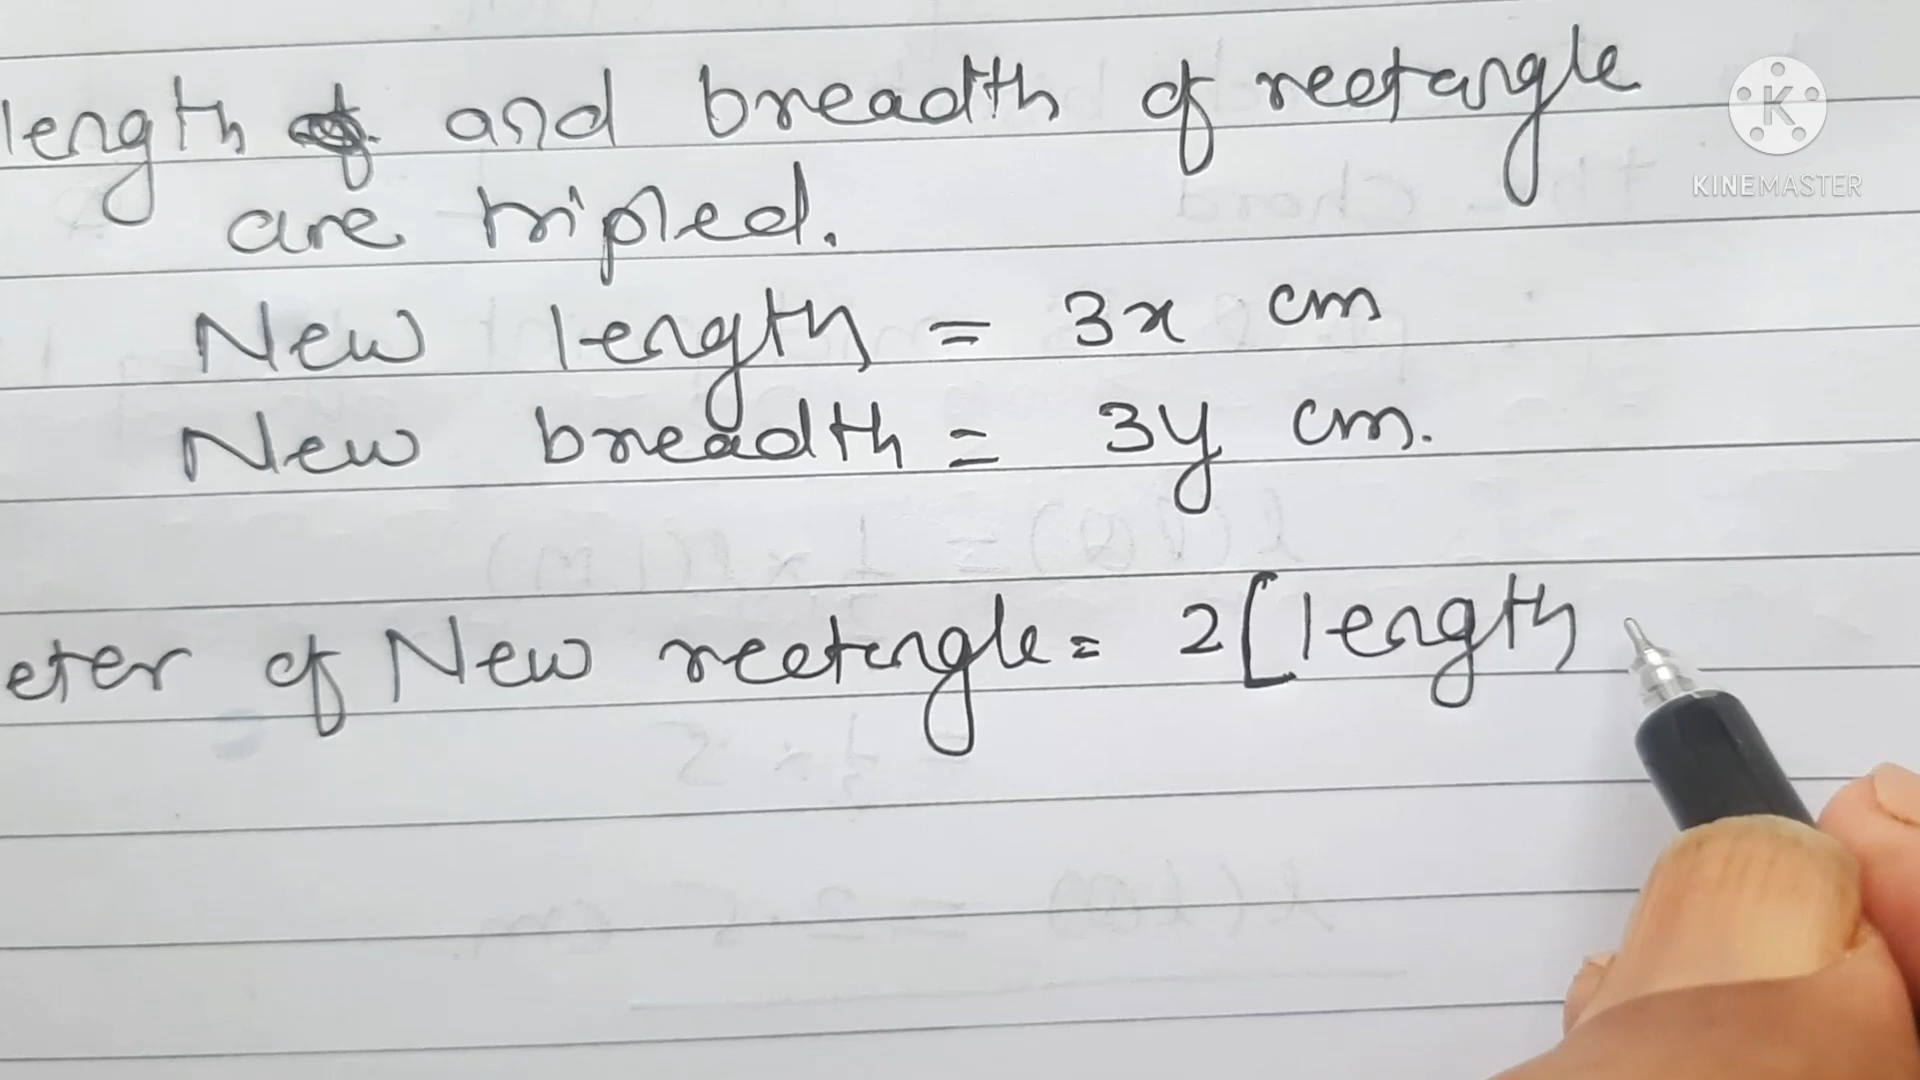 length and breadth of rectangle
are tripled.
New length = 3x cm
New breadth = 3y cm.
eter of New rectangle = 2[length
KINEMASTER